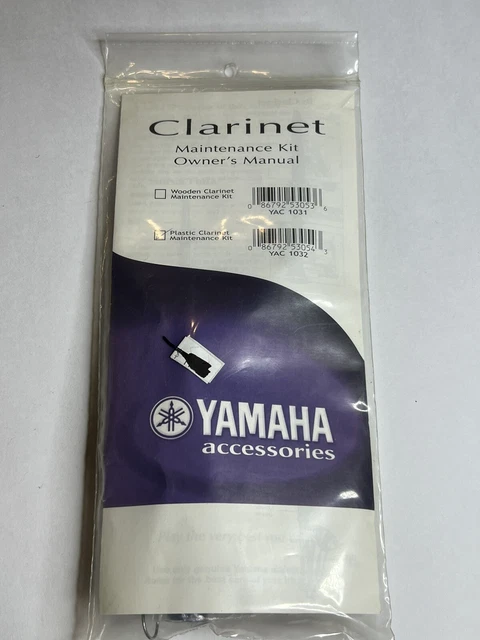 Clarinet
Maintenance Kit
Owner's Manual
Wooden Clarinet
Maintenance Kit
0 86792 53053 6
YAC 1031
Plastic Clarinet
Maintenance Kit
0 86792 53054 3
YAC 1032
YAMAHA
accessories